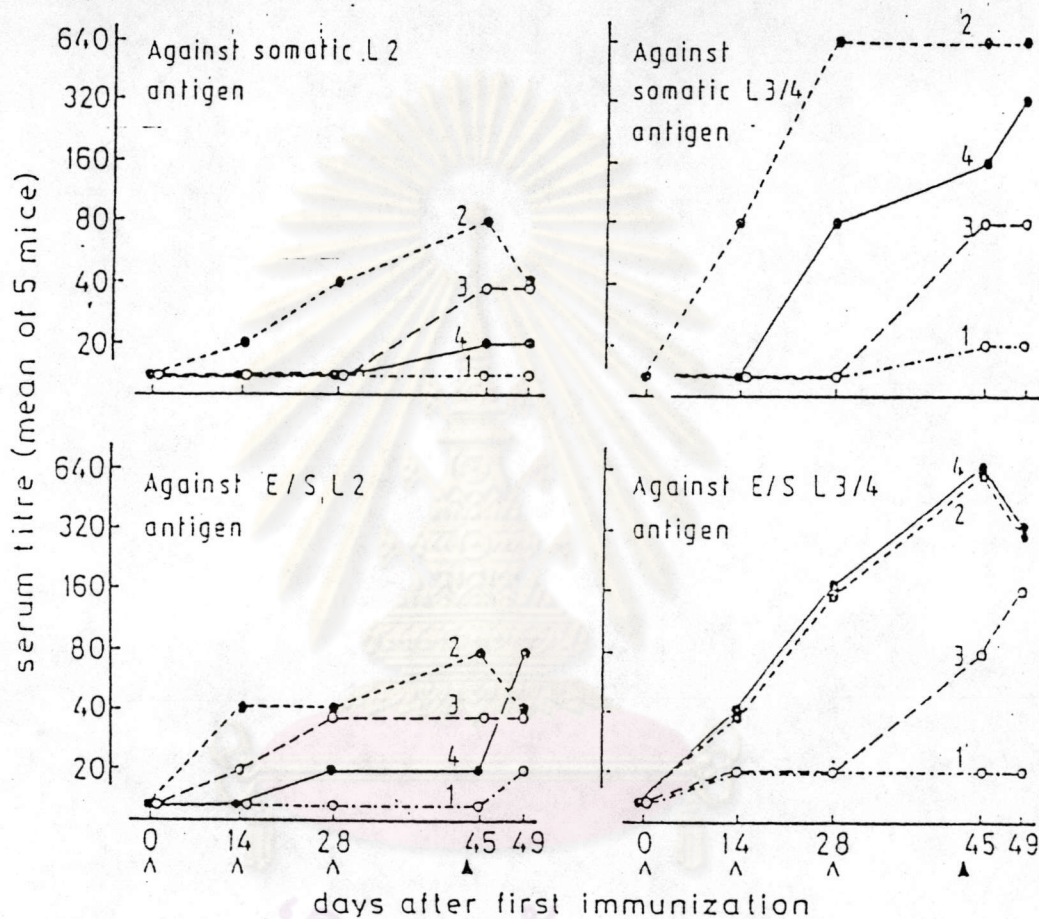 serum titre (mean of 5 mice)
640
320
160
80
40
20
Against somatic L2
antigen
2
3
4
1
Against
somatic L3/4
antigen
2
4
3
1
640
320
160
80
40
20
Against E/S L2
antigen
2
3
4
1
Against E/S L3/4
antigen
4
2
3
1
0 14 28 45 49 0 14 28 45 49
days after first immunization